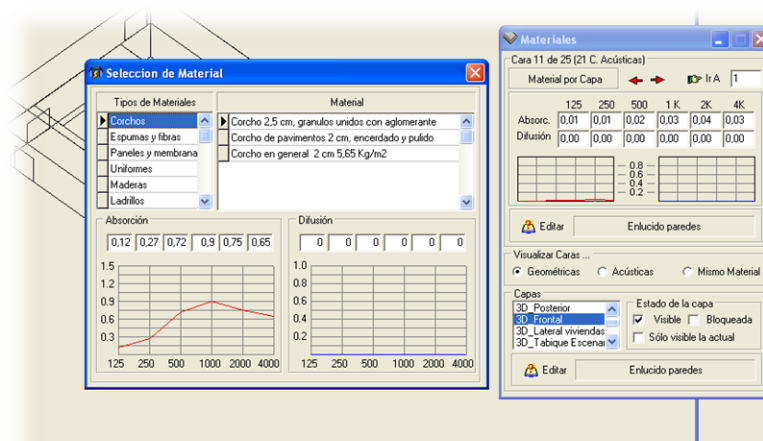 Seleccion de Material
Tipos de Materiales
Corchos
Espumas y fibras
Paneles y membrana
Uniformes
Maderas
Ladrillos
Material
Corcho 2,5 cm, granulos unidos con aglomerante
Corcho de pavimentos 2 cm, encerdado y pulido
Corcho en general 2 cm 5,65 Kg/m2
Absorción
0,12 0,27 0,72 0,9 0,75 0,65
1.5
1.2
0.9
0.6
0.3
125 250 500 1000 2000 4000
Difusión
0 0 0 0 0 0
1.0
0.8
0.6
0.4
0.2
125 250 500 1000 2000 4000
Materiales
Cara 11 de 25 (21 C. Acústicas)
Material por Capa
Ir A 1
125 250 500 1 K 2K 4K
Absorc. 0,01 0,01 0,02 0,03 0,04 0,03
Difusión 0,00 0,00 0,00 0,00 0,00 0,00
0.8
0.6
0.4
0.2
Editar Enlucido paredes
Visualizar Caras ...
Geométricas Acústicas Mismo Material
Capas
3D_Posterior
3D_Frontal
3D_Lateral viviendas
3D_Tabique Escenar
Estado de la capa
Visible Bloqueada
Sólo visible la actual
Editar Enlucido paredes